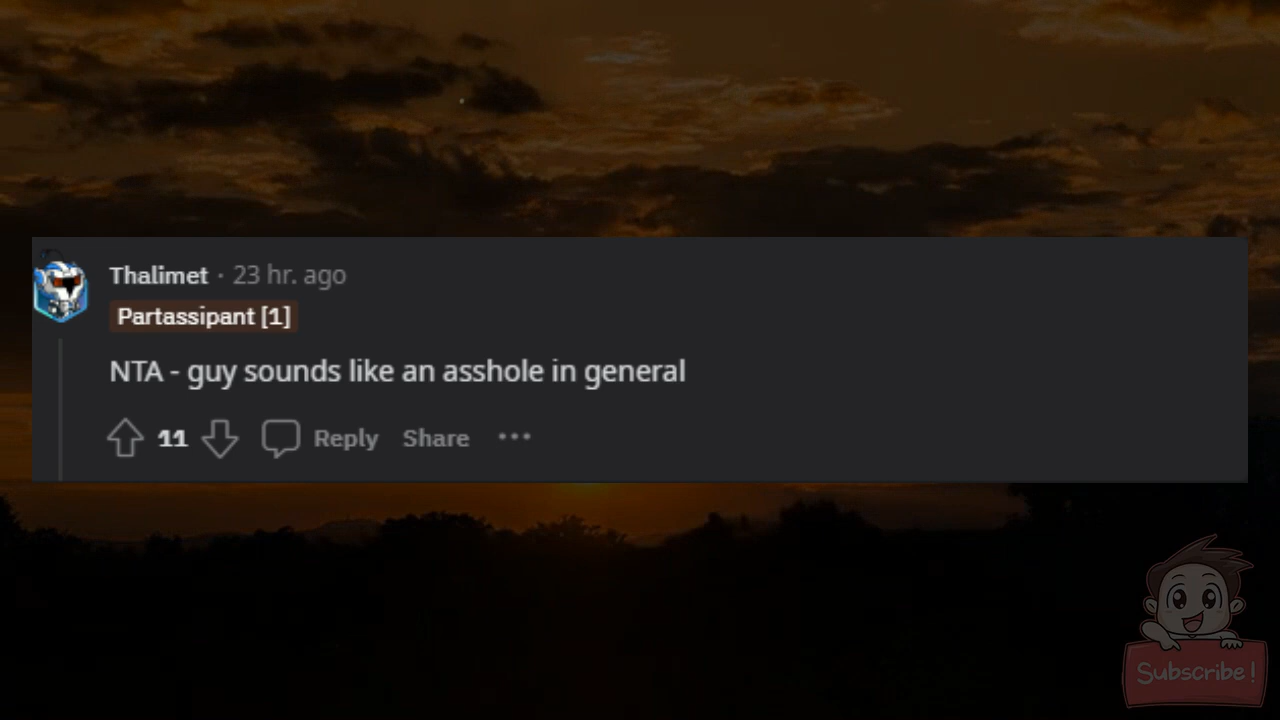 Thalimet · 23 hr. ago
Partassipant [1]
NTA - guy sounds like an asshole in general
11 Reply Share ···
Subscribe!